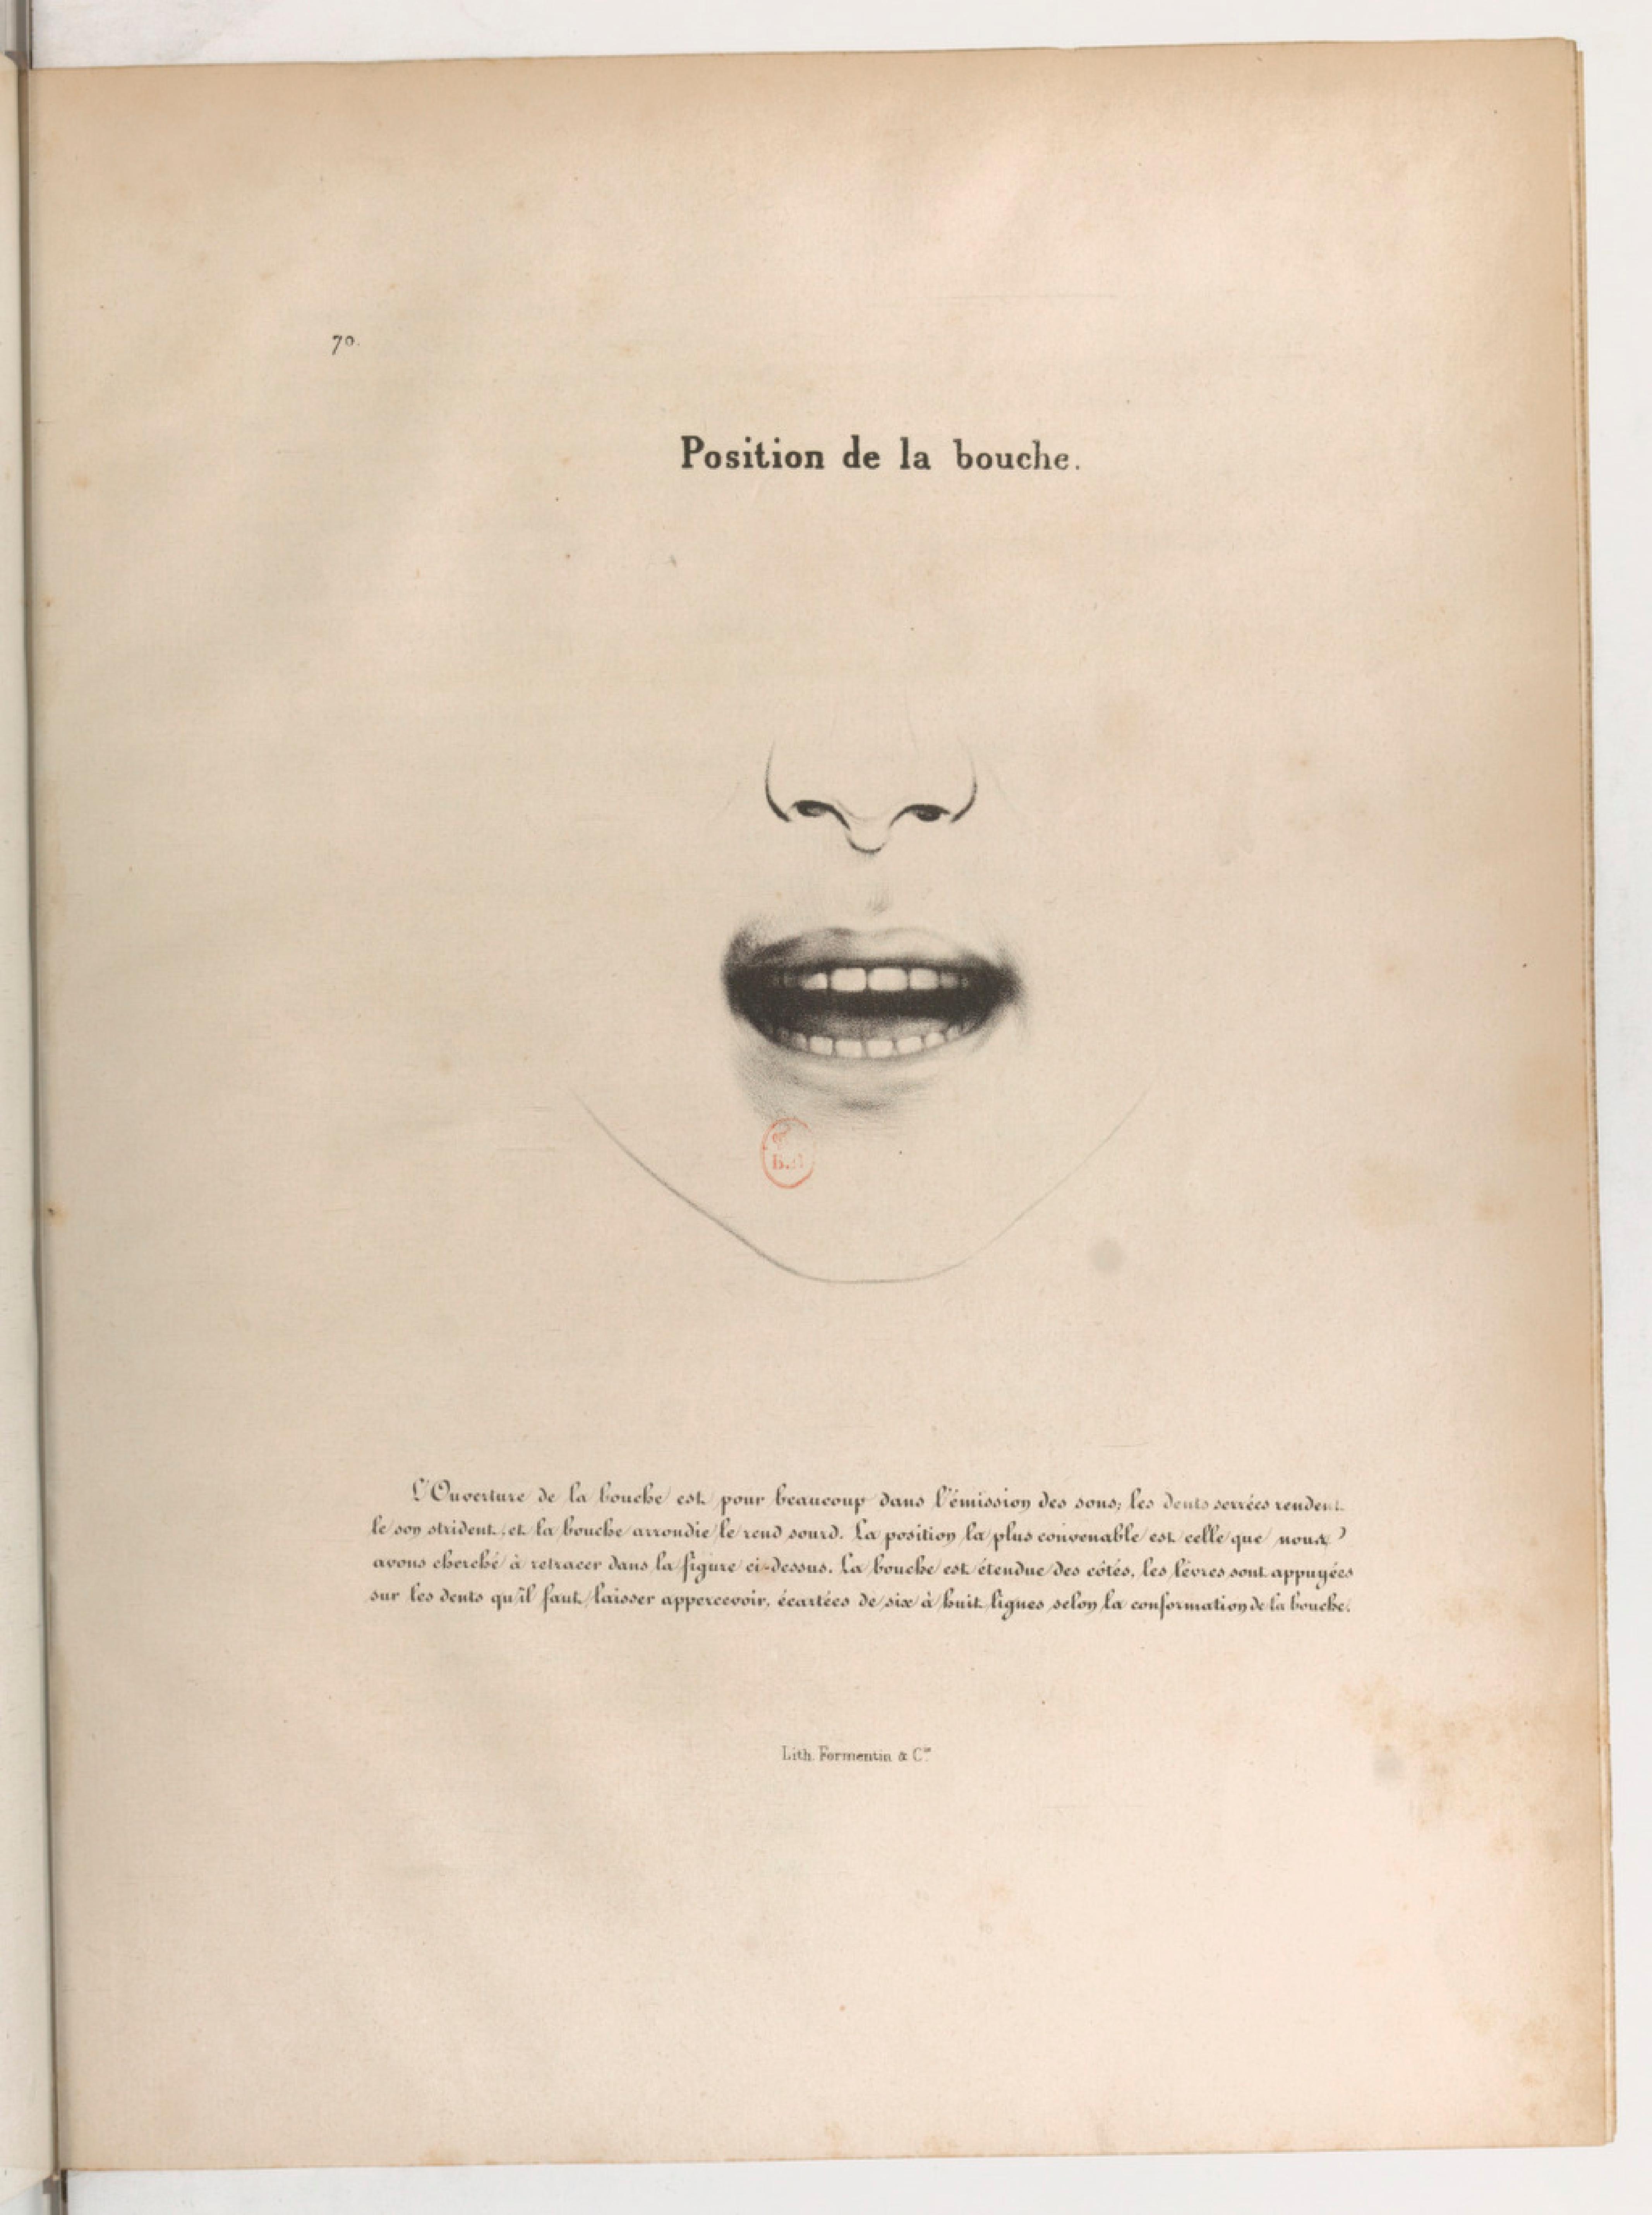 70.
Position de la bouche.
L'Ouverture de la bouche est pour beaucoup dans l'émission des sons; les dents serrées rendent
le son strident, et la bouche arrondie le rend sourd. La position la plus convenable est celle que nous
avons cherché à retracer dans la figure ci-dessus. La bouche est étendue des côtés, les lèvres sont appuyées
sur les dents qu'il faut laisser appercevoir, écartées de six à huit lignes selon la conformation de la bouche.
Lith. Formentin & Cie.